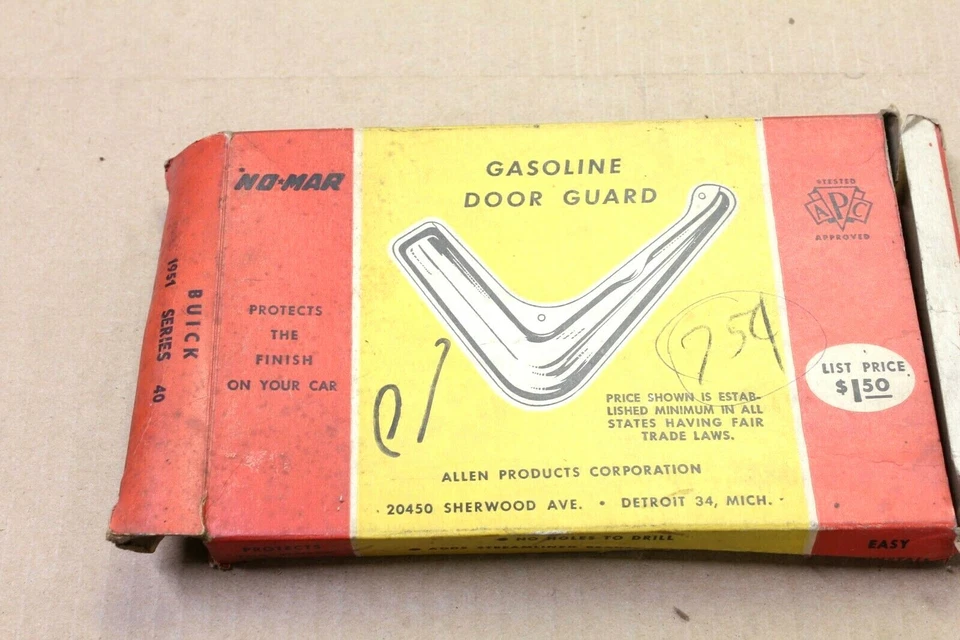 BUICK
1951 SERIES 40
NO-MAR
PROTECTS
THE
FINISH
ON YOUR CAR
GASOLINE
DOOR GUARD
75¢
PRICE SHOWN IS ESTAB-
LISHED MINIMUM IN ALL
STATES HAVING FAIR
TRADE LAWS.
ALLEN PRODUCTS CORPORATION
20450 SHERWOOD AVE. • DETROIT 34, MICH.
TESTED
APC
APPROVED
LIST PRICE
$1.50
PROTECTS
• NO HOLES TO DRILL
EASY